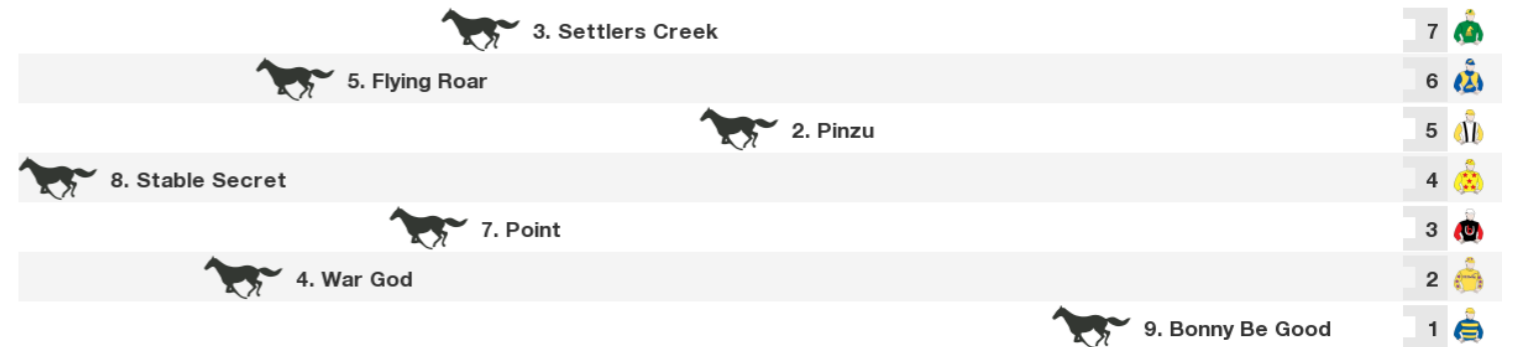 3. Settlers Creek 7
5. Flying Roar 6
2. Pinzu 5
8. Stable Secret 4
7. Point 3
4. War God 2
9. Bonny Be Good 1